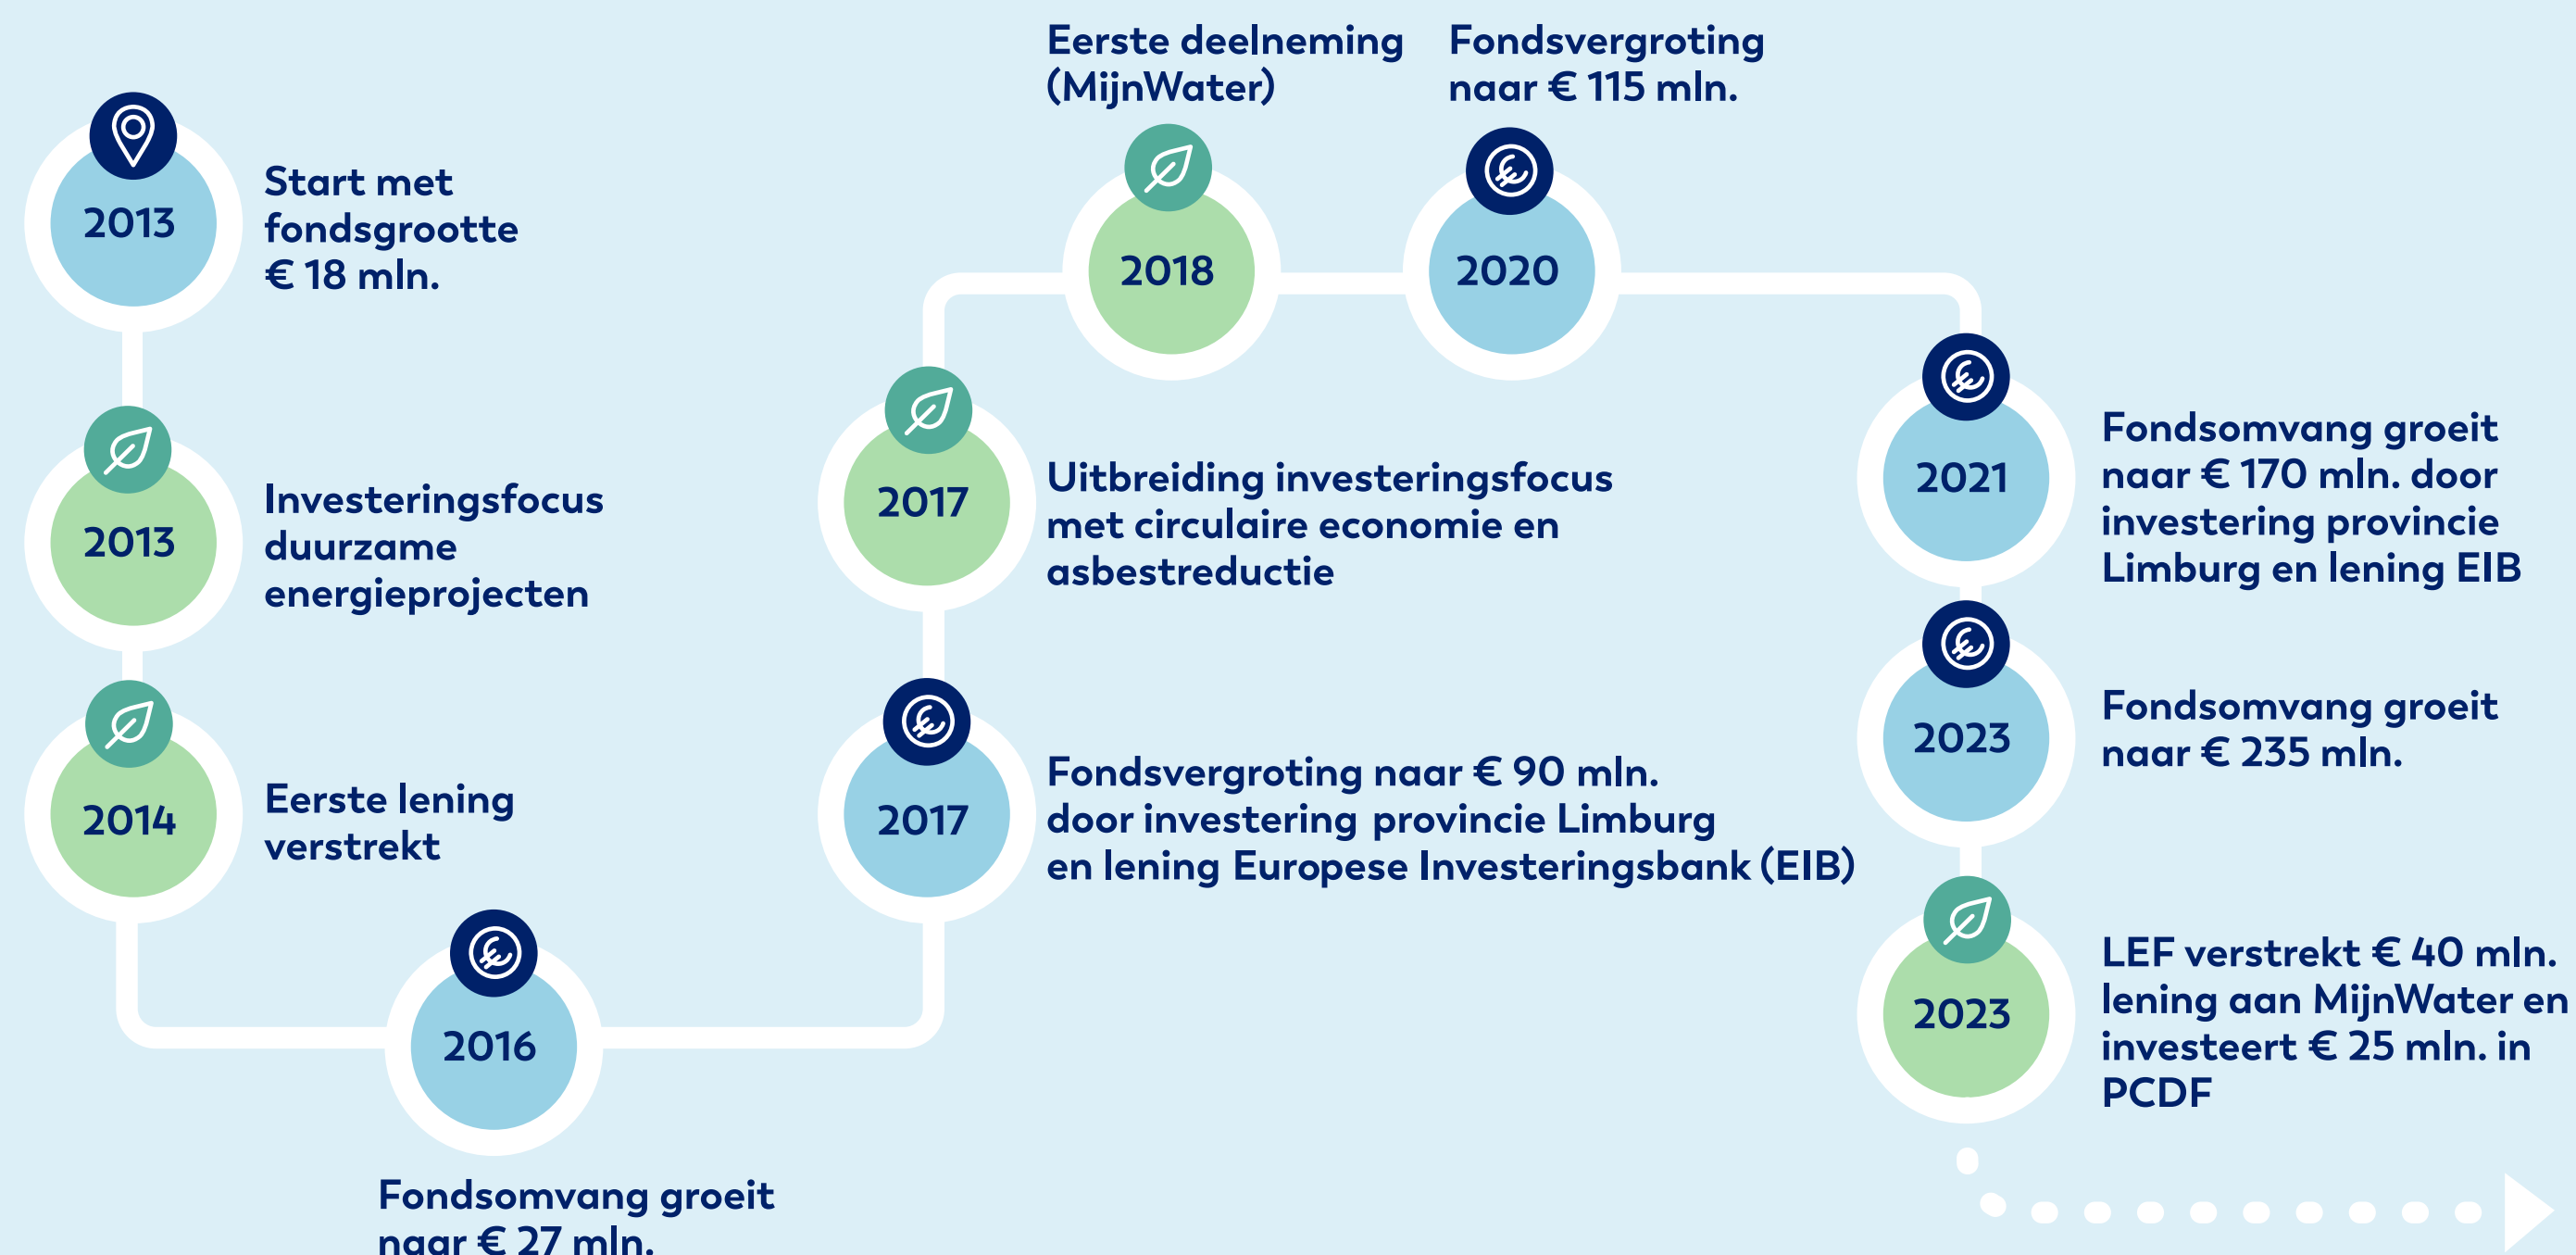 2013
Start met
fondsgrootte
€ 18 mln.
2013
Investeringsfocus
duurzame
energieprojecten
2014
Eerste lening
verstrekt
2016
Fondsomvang groeit
naar € 27 mln.
2017
Fondsvergroting naar € 90 mln.
door investering provincie Limburg
en lening Europese Investeringsbank (EIB)
2017
Uitbreiding investeringsfocus
met circulaire economie en
asbestreductie
Eerste deelneming
(MijnWater)
2018
Fondsvergroting
naar € 115 mln.
2020
2021
Fondsomvang groeit
naar € 170 mln. door
investering provincie
Limburg en lening EIB
2023
Fondsomvang groeit
naar € 235 mln.
2023
LEF verstrekt € 40 mln.
lening aan MijnWater en
investeert € 25 mln. in
PCDF